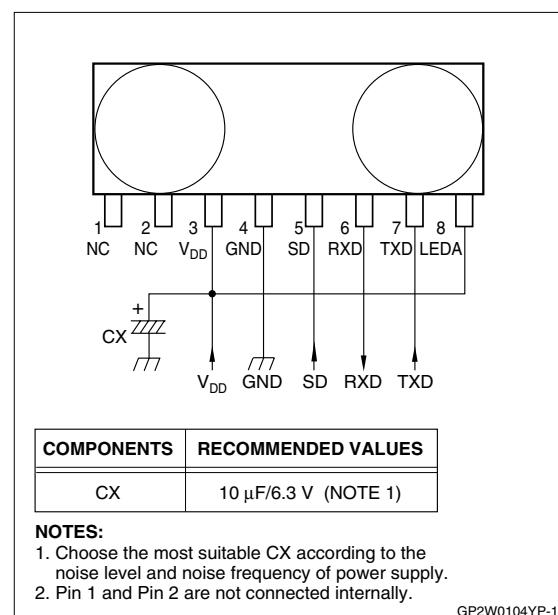 1 2 3 4 5 6 7 8
NC NC VDD GND SD RXD TXD LEDA
+
CX
VDD GND SD RXD TXD
COMPONENTS RECOMMENDED VALUES
CX 10 μF/6.3 V (NOTE 1)
NOTES:
1. Choose the most suitable CX according to the
noise level and noise frequency of power supply.
2. Pin 1 and Pin 2 are not connected internally.
GP2W0104YP-1